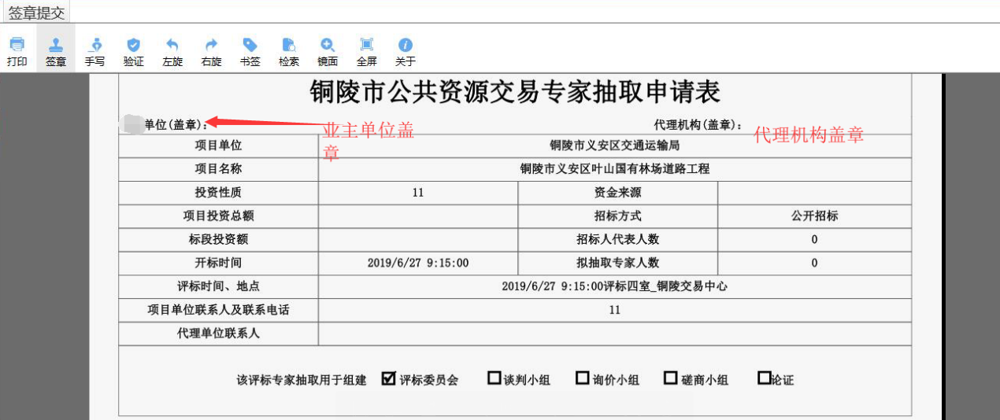 签章提交
打印 签章 手写 验证 左旋 右旋 书签 检索 镜面 全屏 关于
铜陵市公共资源交易专家抽取申请表
单位(盖章): 业主单位盖章 代理机构(盖章): 代理机构盖章
项目单位 铜陵市义安区交通运输局
项目名称 铜陵市义安区叶山国有林场道路工程
投资性质 11 资金来源
项目投资总额 招标方式 公开招标
标段投资额 招标人代表人数 0
开标时间 2019/6/27 9:15:00 拟抽取专家人数 0
评标时间、地点 2019/6/27 9:15:00评标四室_铜陵交易中心
项目单位联系人及联系电话 11
代理单位联系人
该评标专家抽取用于组建 评标委员会 谈判小组 询价小组 磋商小组 论证